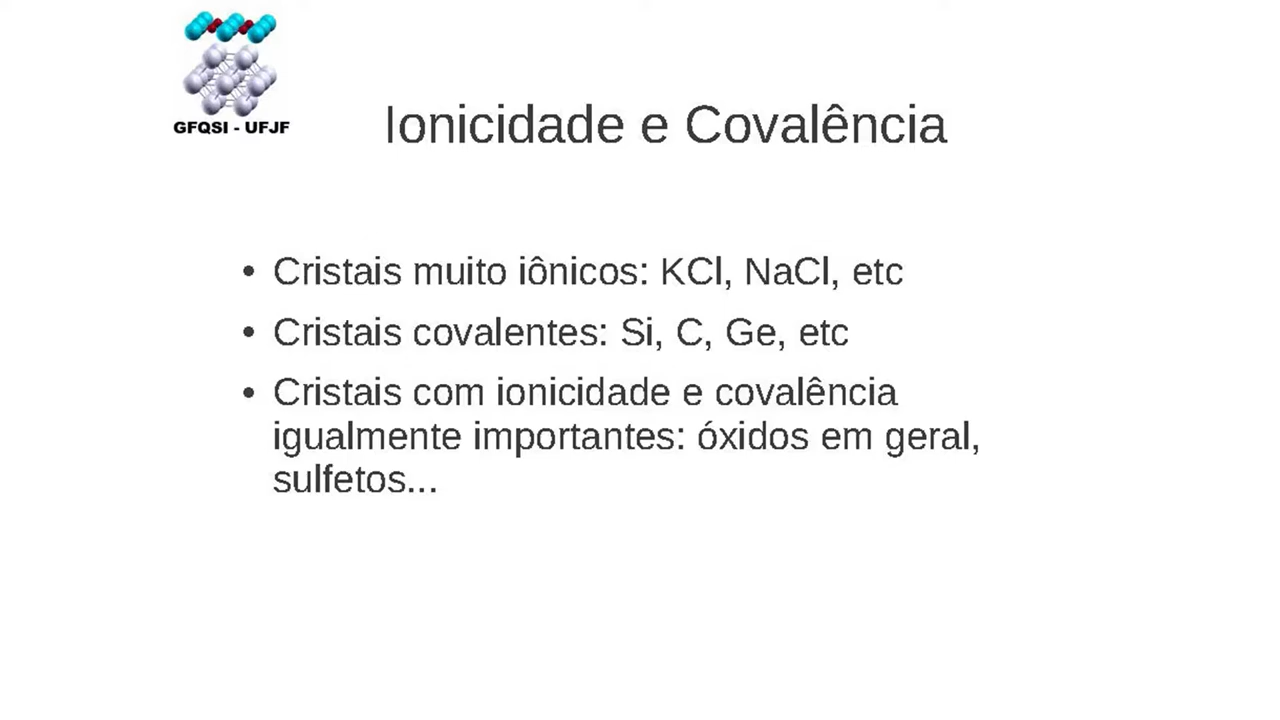 GFQSI - UFJF
Ionicidade e Covalência
• Cristais muito iônicos: KCl, NaCl, etc
• Cristais covalentes: Si, C, Ge, etc
• Cristais com ionicidade e covalência
igualmente importantes: óxidos em geral,
sulfetos...